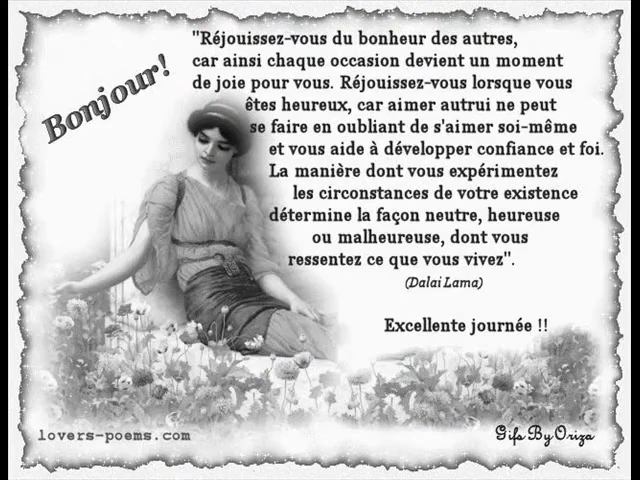 Bonjour!
"Réjouissez-vous du bonheur des autres,
car ainsi chaque occasion devient un moment
de joie pour vous. Réjouissez-vous lorsque vous
êtes heureux, car aimer autrui ne peut
se faire en oubliant de s'aimer soi-même
et vous aide à développer confiance et foi.
La manière dont vous expérimentez
les circonstances de votre existence
détermine la façon neutre, heureuse
ou malheureuse, dont vous
ressentez ce que vous vivez".
(Dalai Lama)
Excellente journée !!
lovers-poems.com
Gifs By Oriza